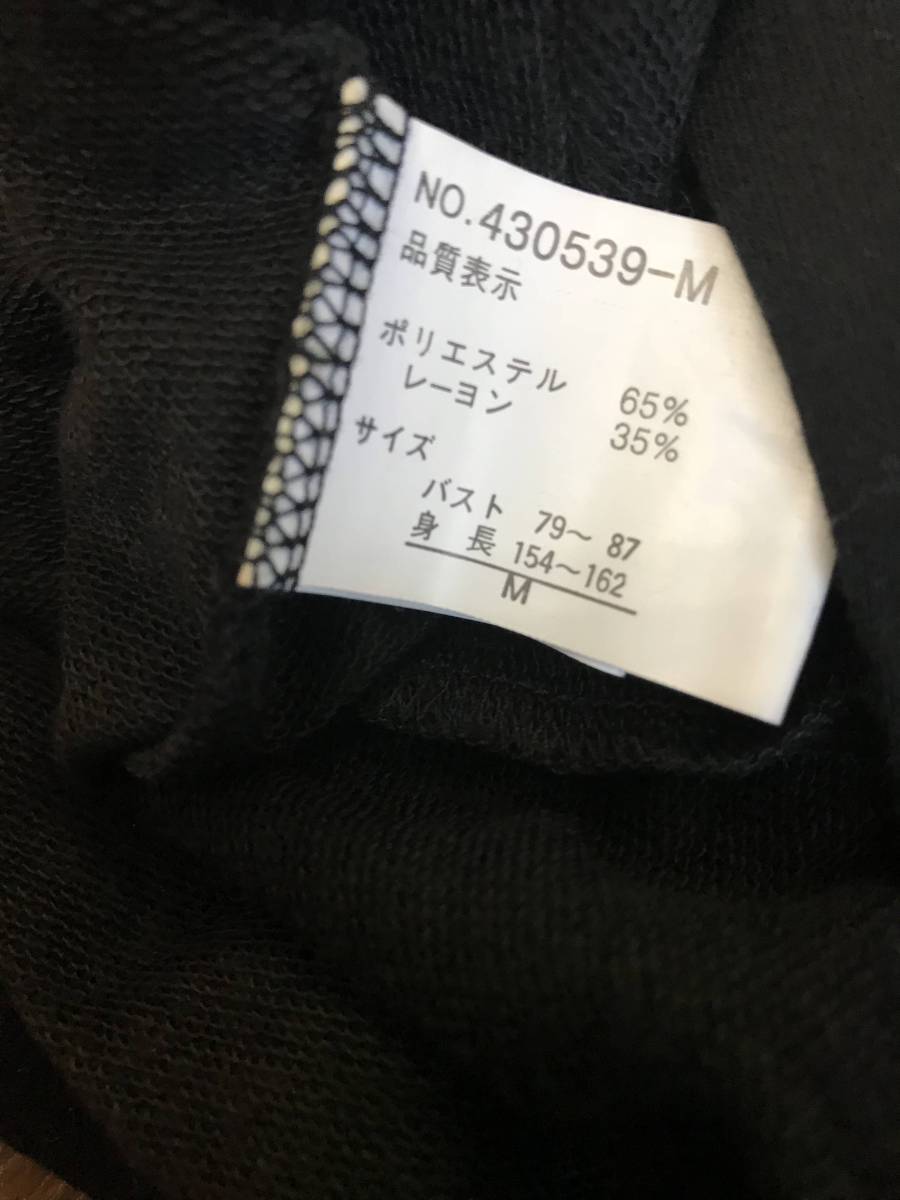 NO.430539-M
品質表示
ポリエステル 65%
レーヨン 35%
サイズ
バスト 79～ 87
身 長 154～162
M